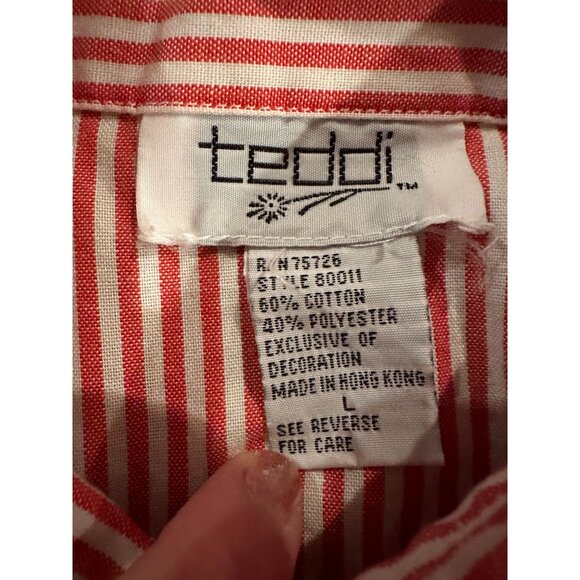 teddi
TM
RN 75726
STYLE 80011
60% COTTON
40% POLYESTER
EXCLUSIVE OF
DECORATION
MADE IN HONG KONG
L
SEE REVERSE
FOR CARE